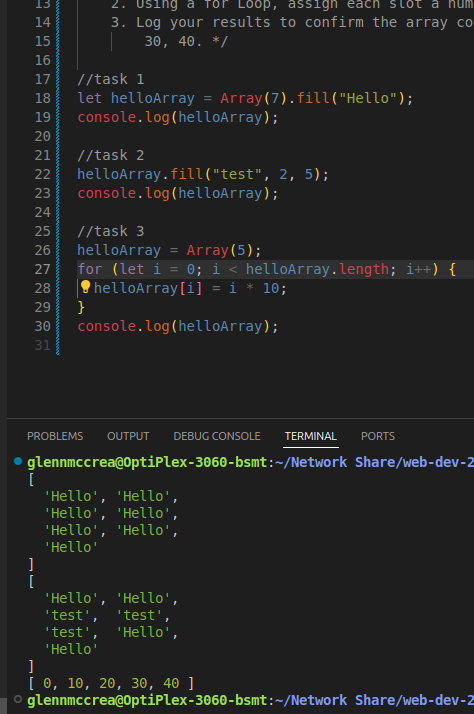 13 2. Using a for Loop, assign each slot a num
14 3. Log your results to confirm the array co
15 30, 40. */
16
17 //task 1
18 let helloArray = Array(7).fill("Hello");
19 console.log(helloArray);
20
21 //task 2
22 helloArray.fill("test", 2, 5);
23 console.log(helloArray);
24
25 //task 3
26 helloArray = Array(5);
27 for (let i = 0; i < helloArray.length; i++) {
28 helloArray[i] = i * 10;
29 }
30 console.log(helloArray);
31
PROBLEMS OUTPUT DEBUG CONSOLE TERMINAL PORTS
glennmccrea@OptiPlex-3060-bsmt:~/Network Share/web-dev-2
[
'Hello', 'Hello',
'Hello', 'Hello',
'Hello', 'Hello',
'Hello'
]
[
'Hello', 'Hello',
'test', 'test',
'test', 'Hello',
'Hello'
]
[ 0, 10, 20, 30, 40 ]
glennmccrea@OptiPlex-3060-bsmt:~/Network Share/web-dev-2